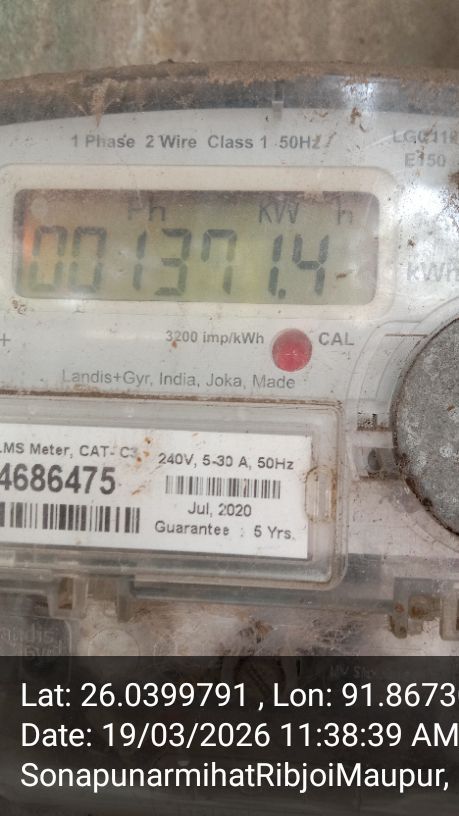 1 Phase 2 Wire Class 1 50Hz
Ph kW h
001371.4
kWh
3200 imp/kWh CAL
Landis+Gyr, India, Joka, Made
LMS Meter, CAT- C3
240V, 5-30 A, 50Hz
4686475
Jul, 2020
Guarantee : 5 Yrs.
Lat: 26.0399791 , Lon: 91.8673
Date: 19/03/2026 11:38:39 AM
SonapunarmihatRibjoiMaupur,